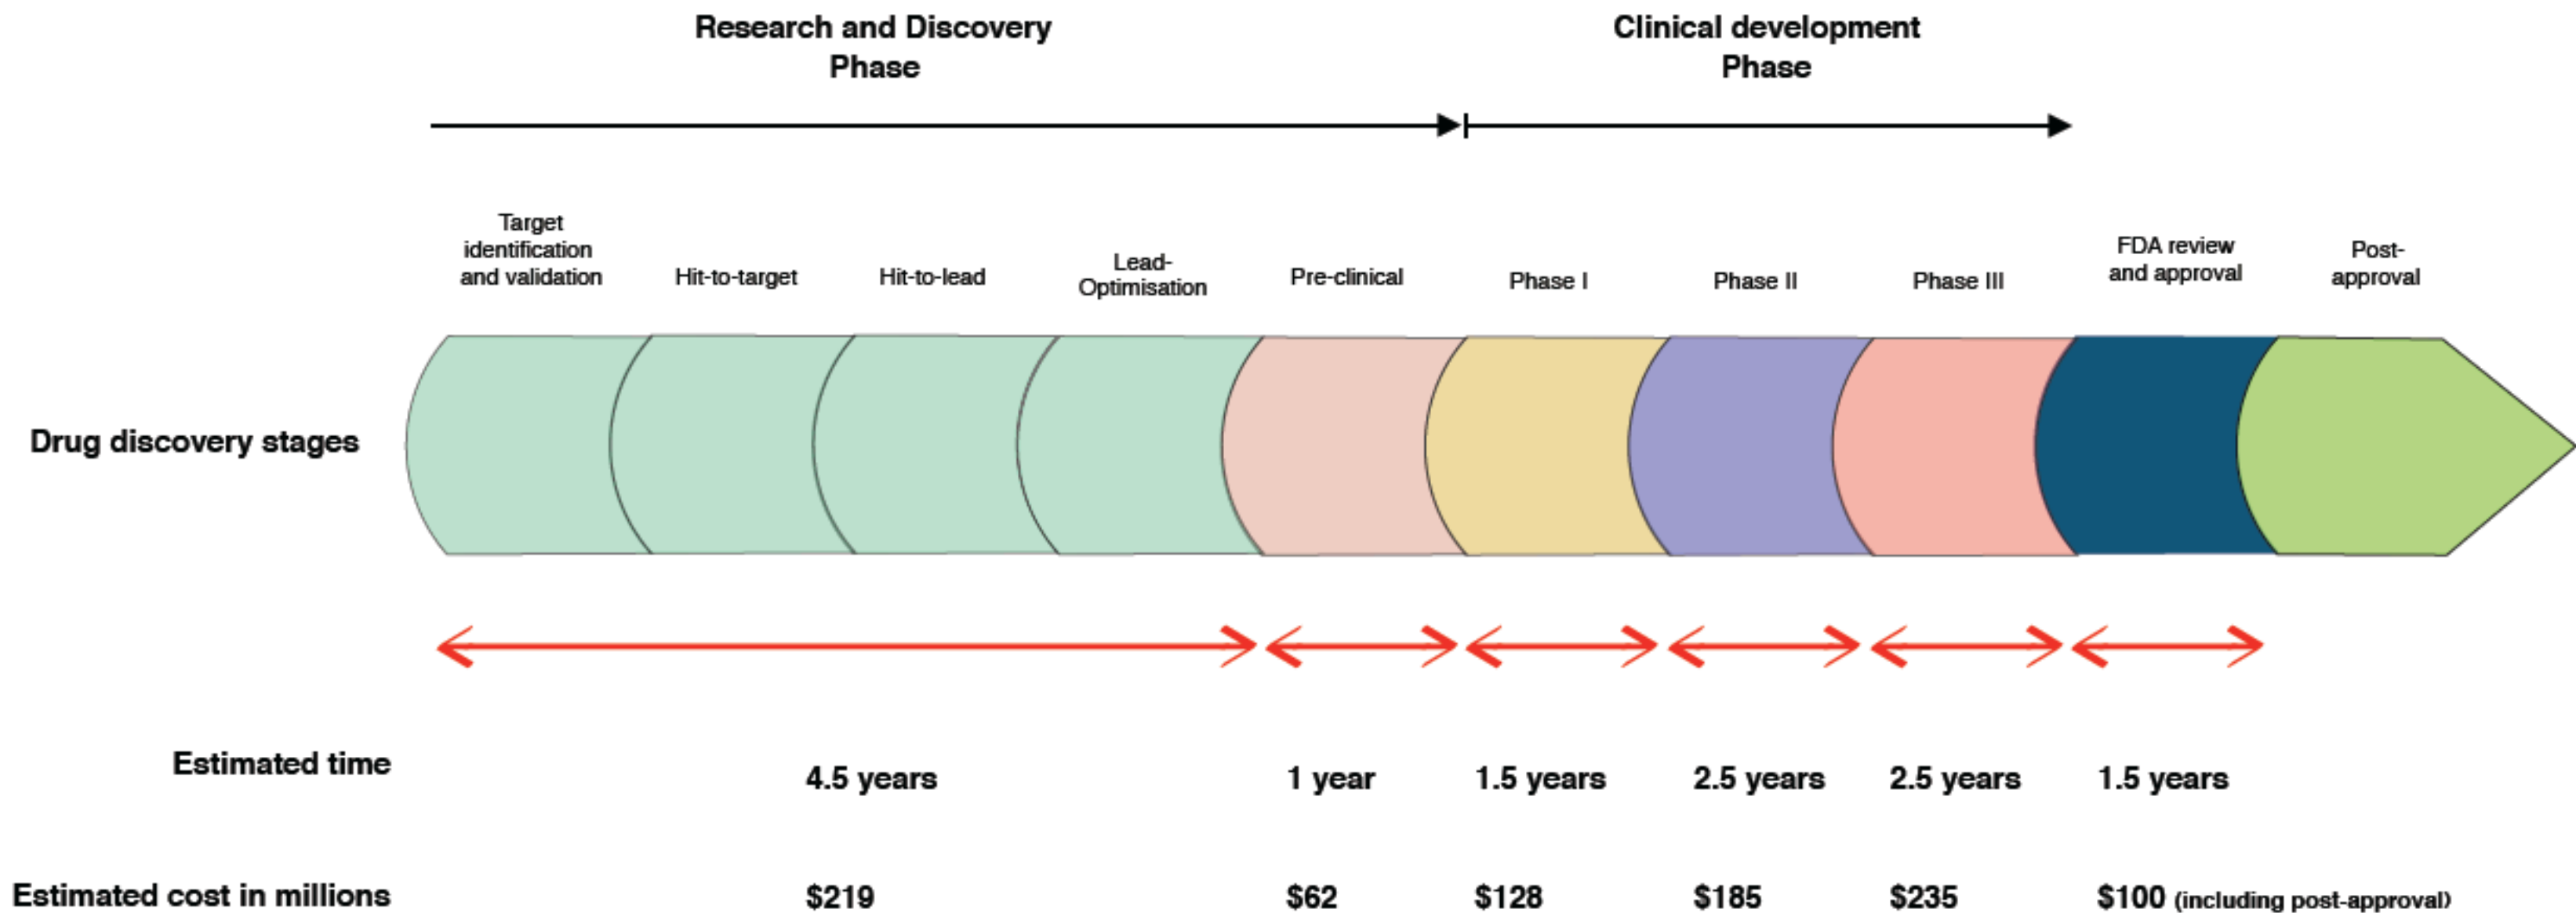 Research and Discovery
Phase
Clinical development
Phase
Target
identification
and validation
Hit-to-target
Hit-to-lead
Lead-
Optimisation
Pre-clinical
Phase I
Phase II
Phase III
FDA review
and approval
Post-
approval
Drug discovery stages
Estimated time
4.5 years
1 year
1.5 years
2.5 years
2.5 years
1.5 years
Estimated cost in millions
$219
$62
$128
$185
$235
$100 (including post-approval)